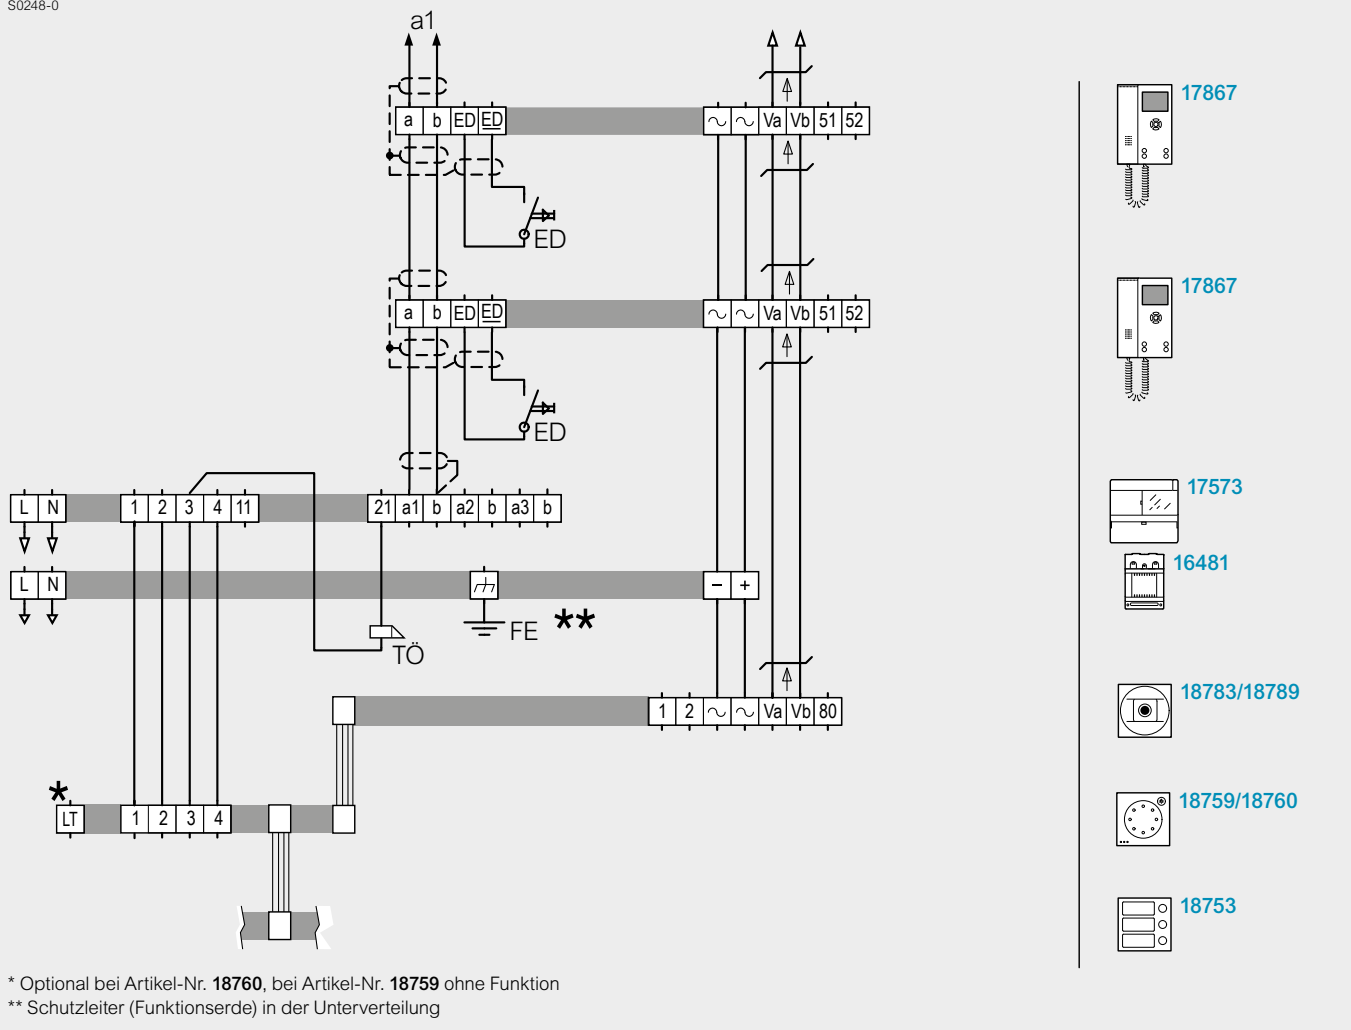 S0248-0
a1
a b ED ED Va Vb 51 52
17867
ED
a b ED ED Va Vb 51 52
17867
ED
L N 1 2 3 4 11 21 a1 b a2 b a3 b
17573
L N - +
16481
FE **
TÖ
1 2 Va Vb 80
18783/18789
*
LT 1 2 3 4
18759/18760
18753
* Optional bei Artikel-Nr. 18760, bei Artikel-Nr. 18759 ohne Funktion
** Schutzleiter (Funktionserde) in der Unterverteilung